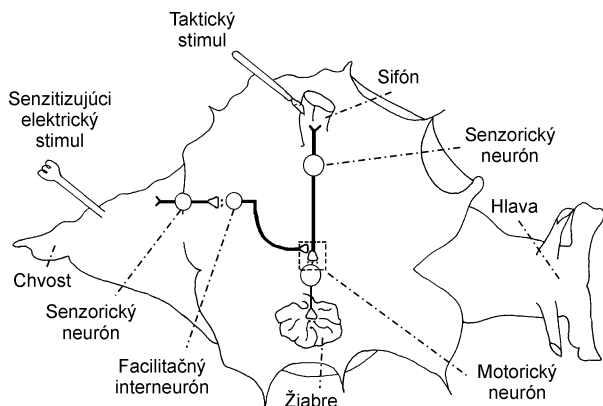 Taktický
stimul
Sifón
Senzitizujúci
elektrický
stimul
Senzorický
neurón
Hlava
Chvost
Senzorický
neurón
Facilitačný
interneurón
Žiabre
Motorický
neurón